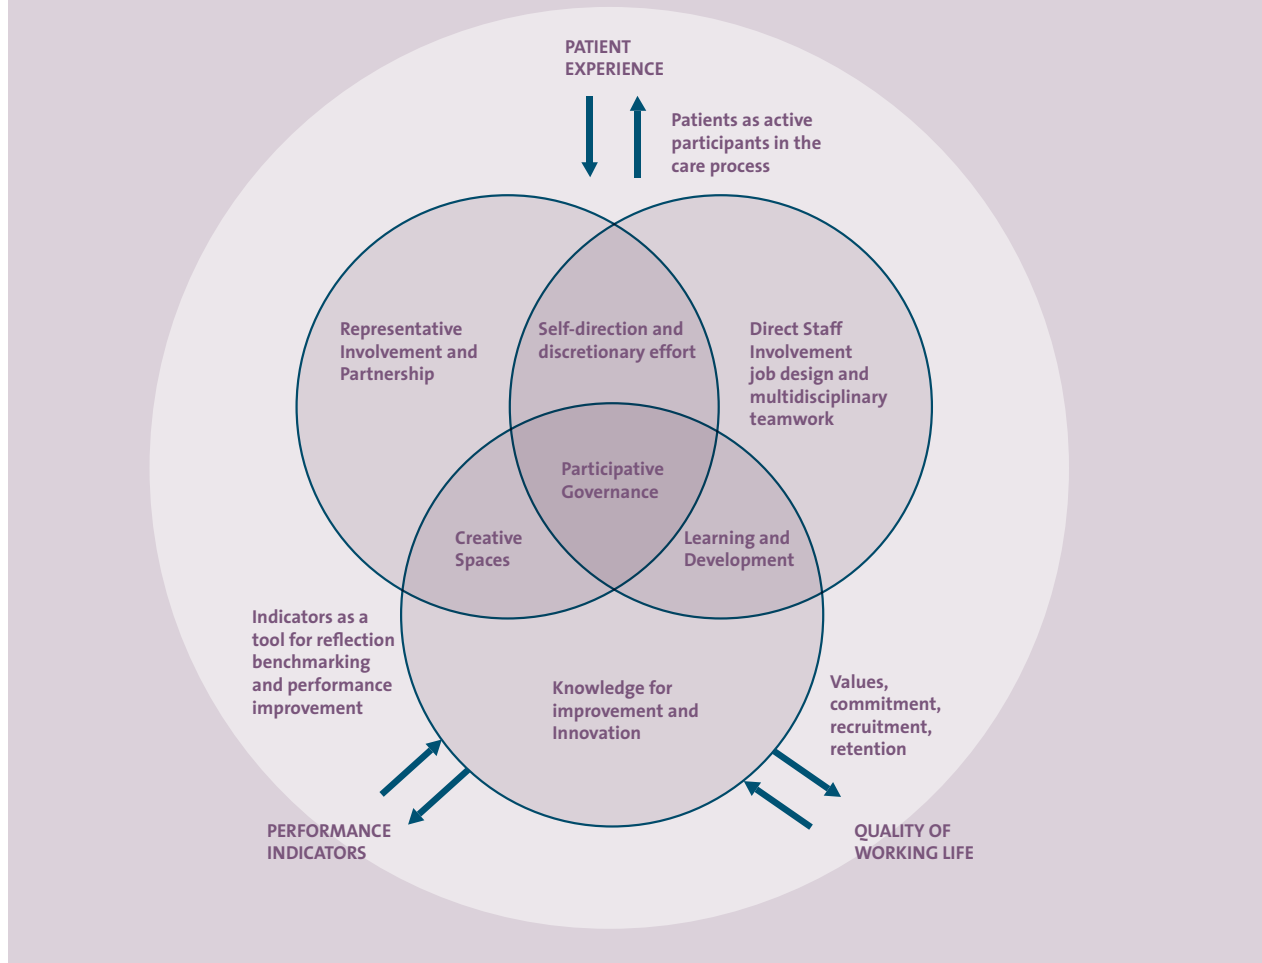 PATIENT
EXPERIENCE
Patients as active
participants in the
care process
Representative
Involvement and
Partnership
Self-direction and
discretionary effort
Direct Staff
Involvement
job design and
multidisciplinary
teamwork
Participative
Governance
Creative
Spaces
Learning and
Development
Indicators as a
tool for reflection
benchmarking
and performance
improvement
Knowledge for
improvement and
Innovation
Values,
commitment,
recruitment,
retention
PERFORMANCE
INDICATORS
QUALITY OF
WORKING LIFE